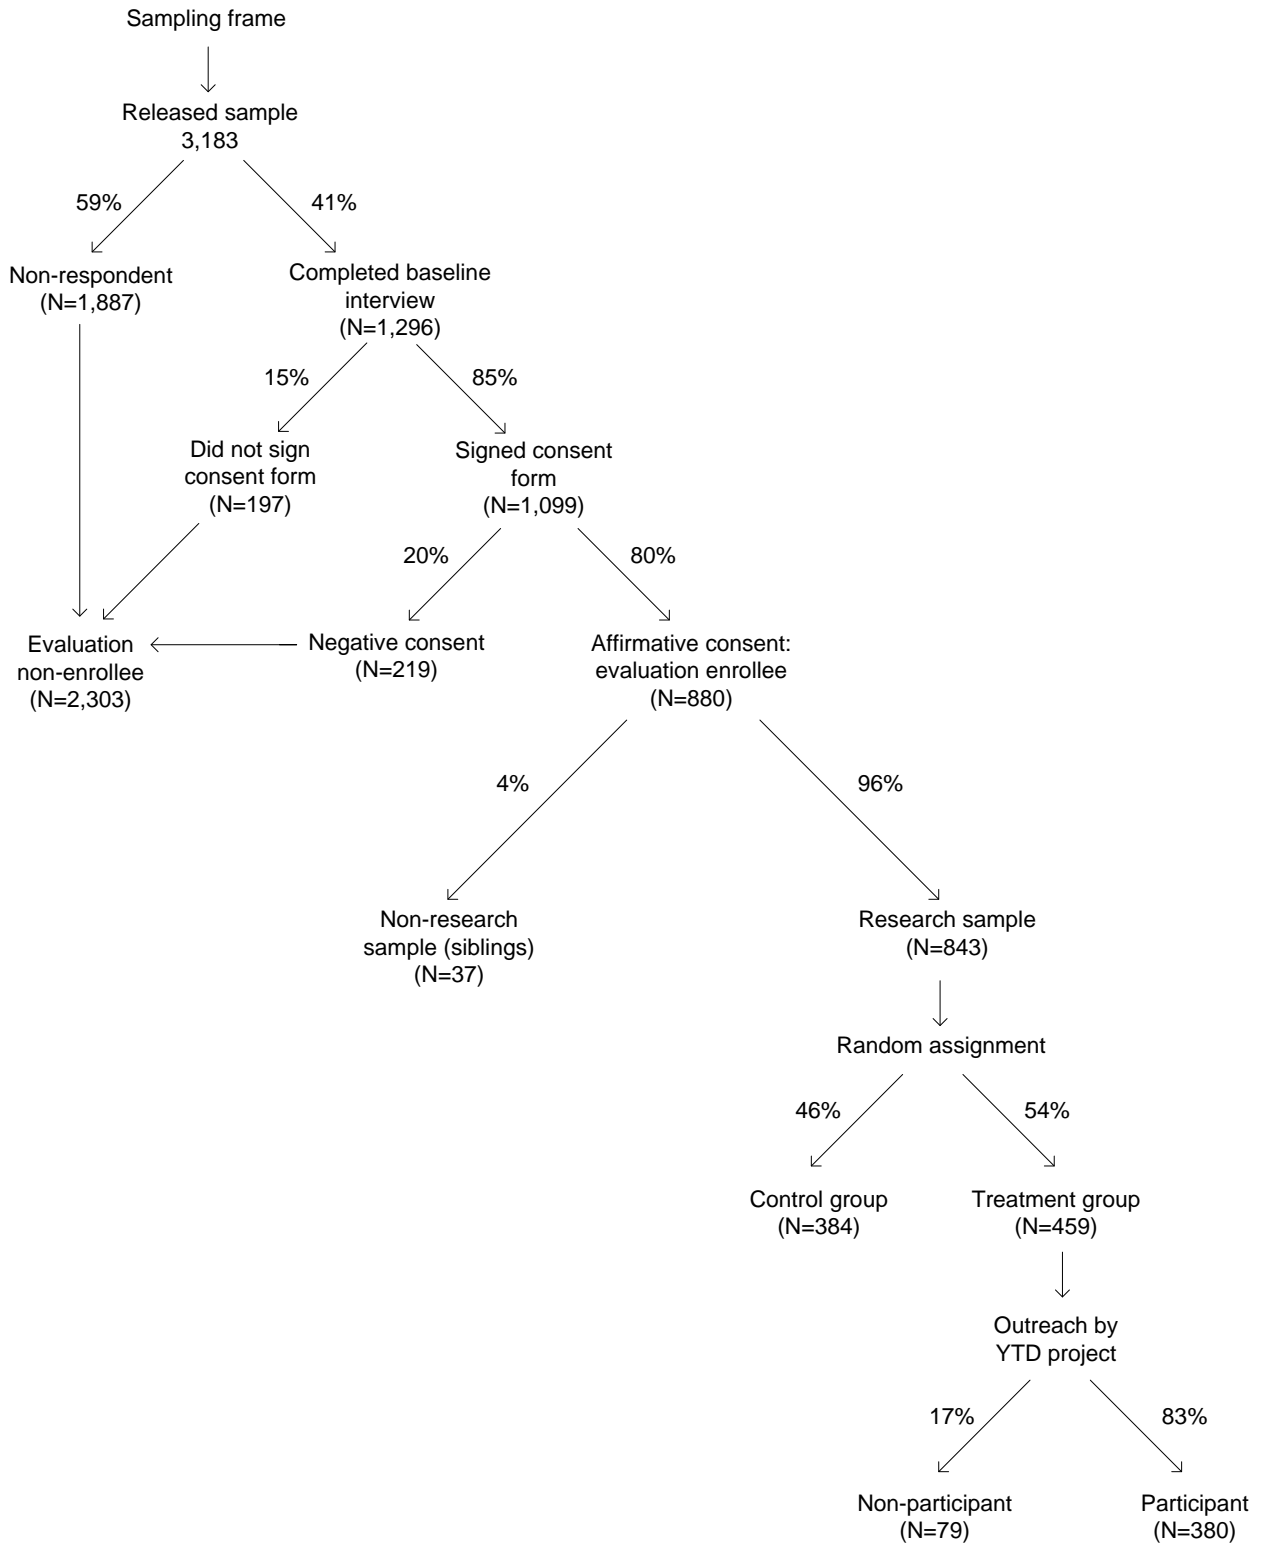 Sampling frame
Released sample
3,183
59%
41%
Non-respondent
(N=1,887)
Completed baseline
interview
(N=1,296)
15%
85%
Did not sign
consent form
(N=197)
Signed consent
form
(N=1,099)
20%
80%
Evaluation
non-enrollee
(N=2,303)
Negative consent
(N=219)
Affirmative consent:
evaluation enrollee
(N=880)
4%
96%
Non-research
sample (siblings)
(N=37)
Research sample
(N=843)
Random assignment
46%
54%
Control group
(N=384)
Treatment group
(N=459)
Outreach by
YTD project
17%
83%
Non-participant
(N=79)
Participant
(N=380)